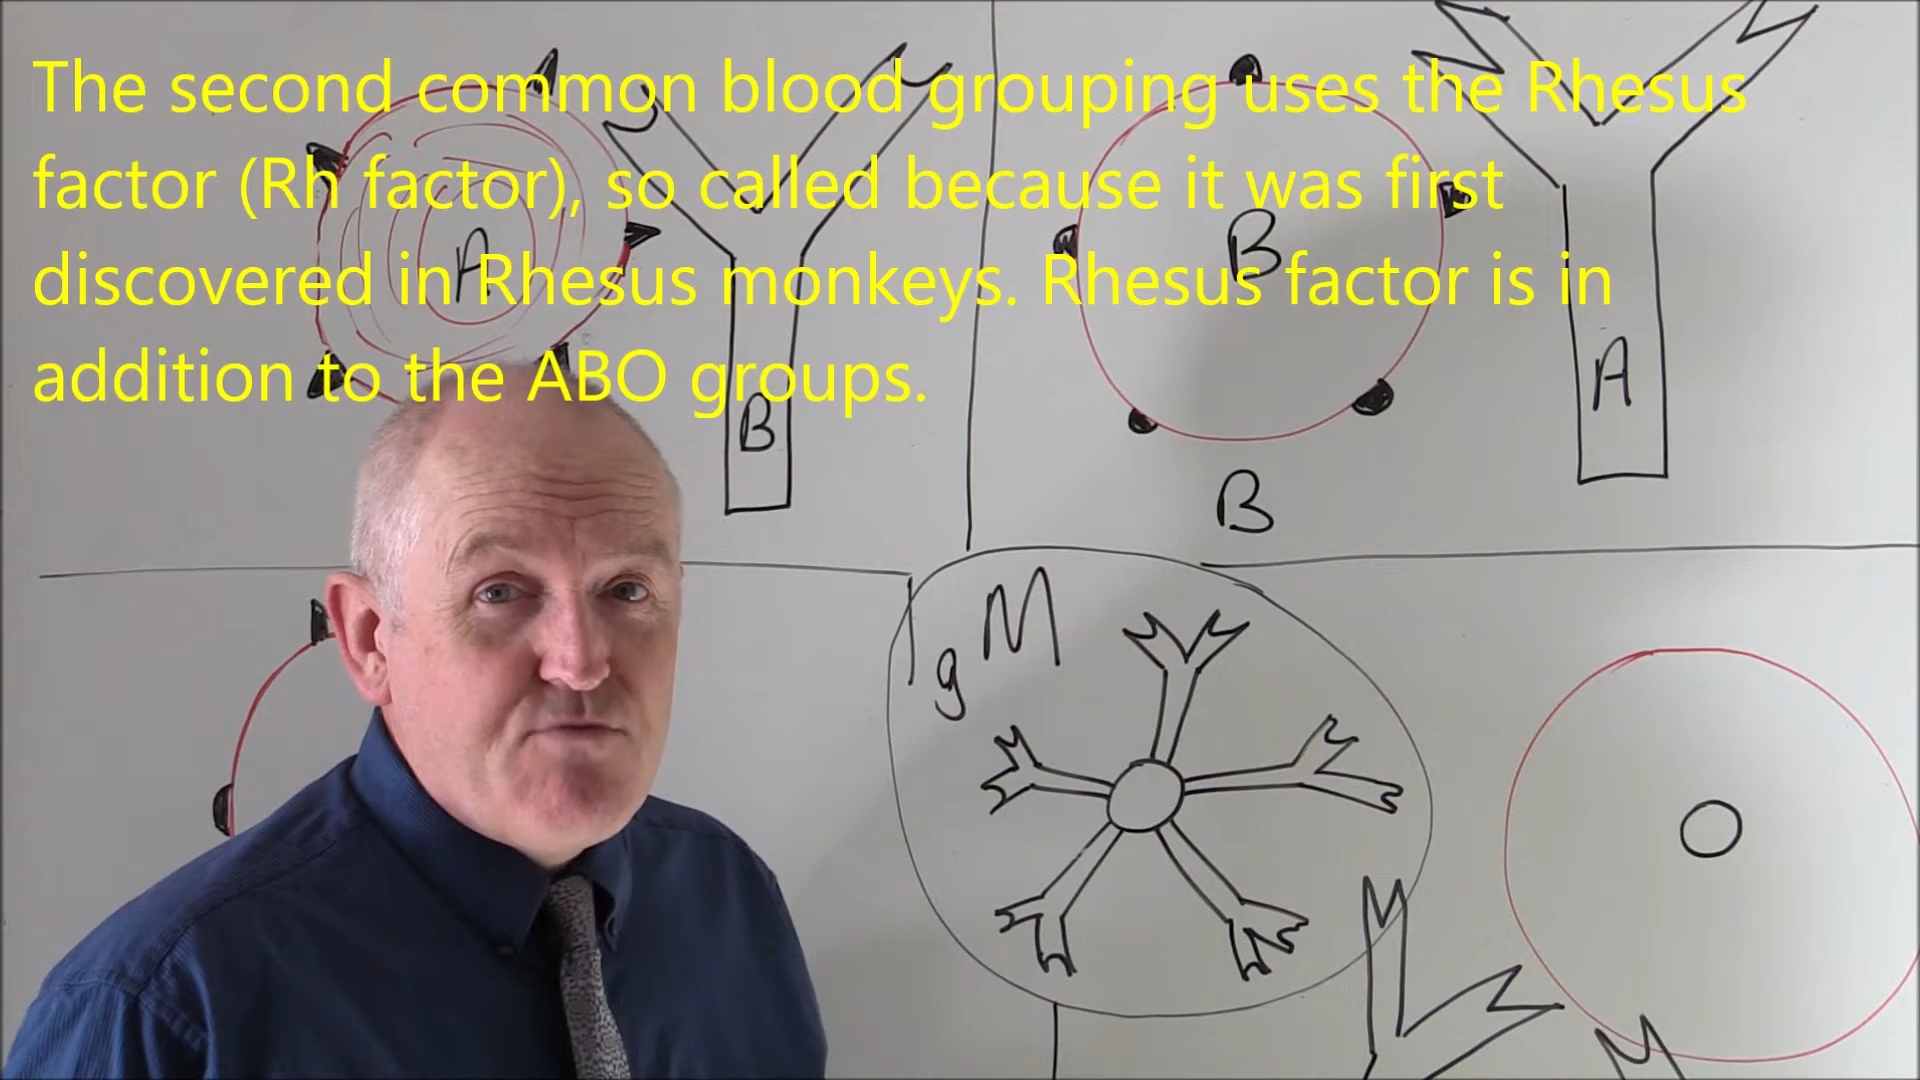 The second common blood grouping uses the Rhesus
factor (Rh factor), so called because it was first
discovered in Rhesus monkeys. Rhesus factor is in
addition to the ABO groups.
A
B
B
A
B
IgM
O